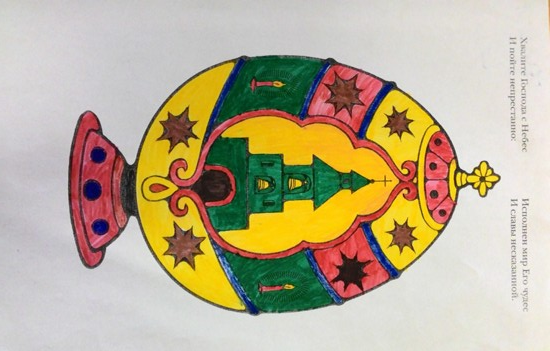 Хвалите Господа с Небес
И пойте непрестанно:
Исполнен мир Его чудес
И славы несказанной.